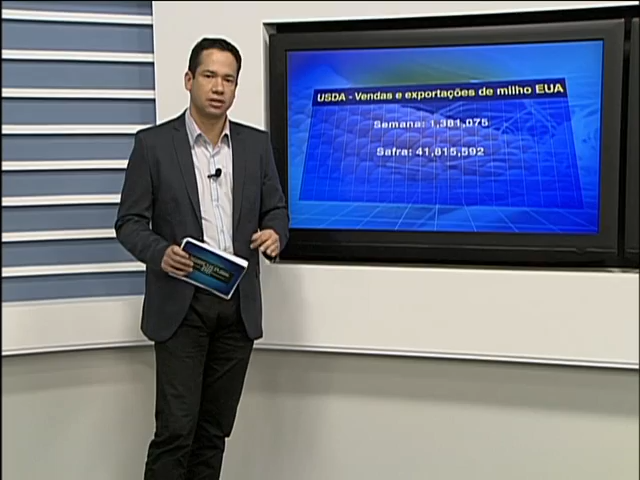 USDA - Vendas e exportações de milho EUA
Semana: 1,381,075
Safra: 41,815,592